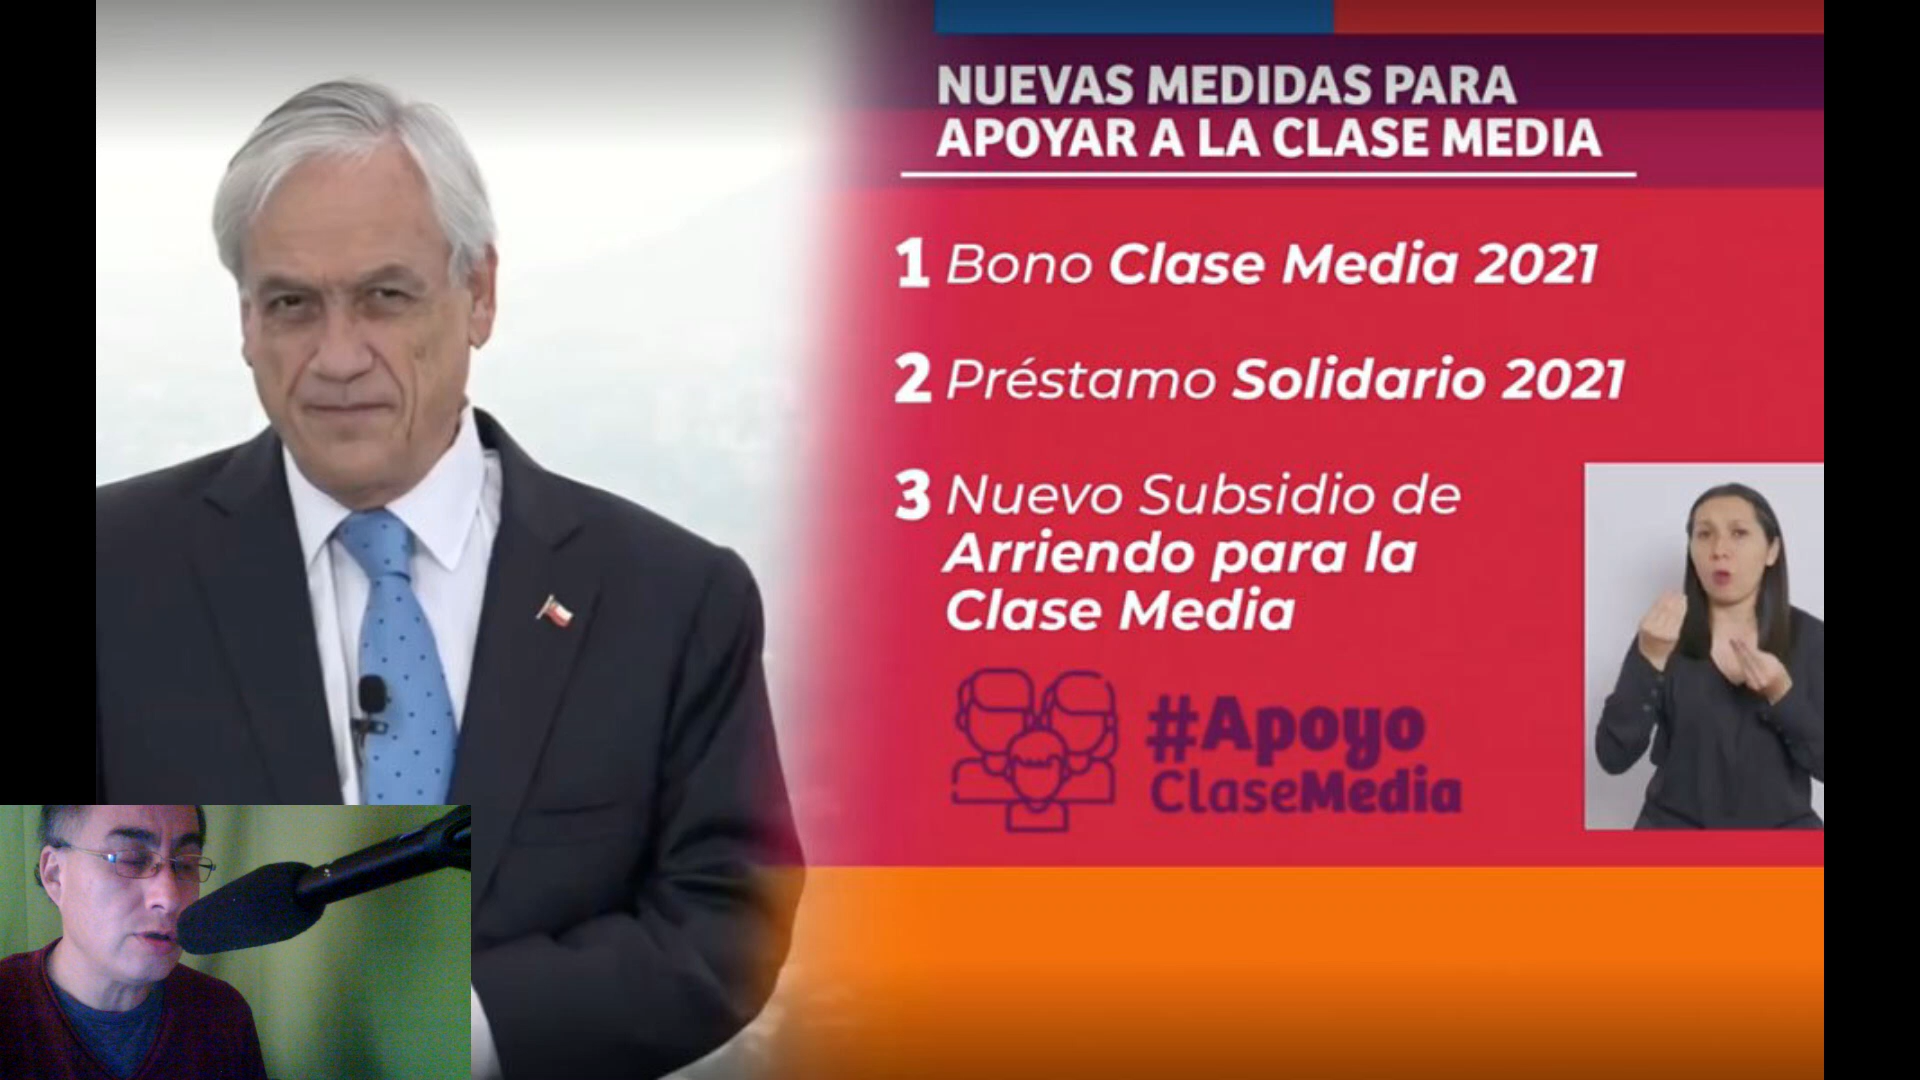 NUEVAS MEDIDAS PARA
APOYAR A LA CLASE MEDIA
1 Bono Clase Media 2021
2 Préstamo Solidario 2021
3 Nuevo Subsidio de
Arriendo para la
Clase Media
#Apoyo
ClaseMedia